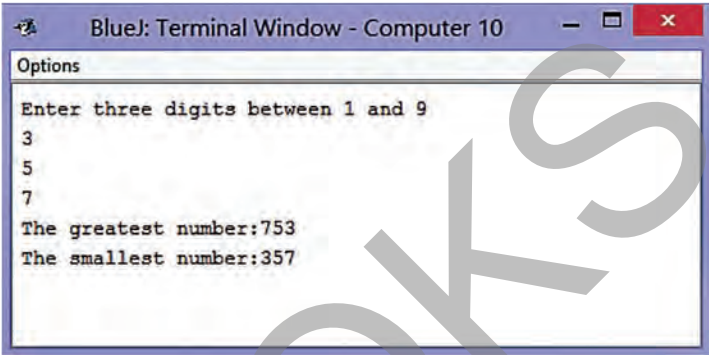 BlueJ: Terminal Window - Computer 10
Options
Enter three digits between 1 and 9
3
5
7
The greatest number:753
The smallest number:357
OKS